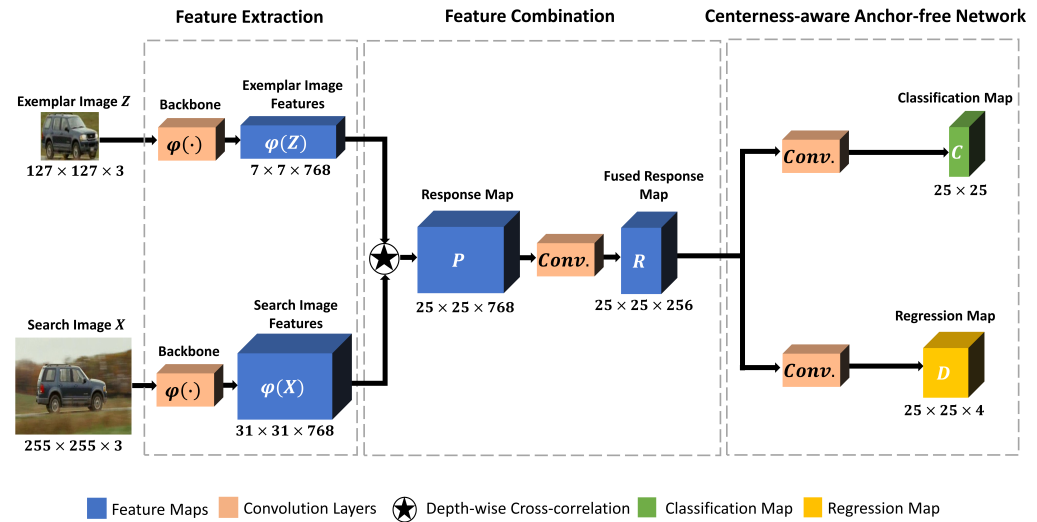 Feature Extraction
Feature Combination
Centerness-aware Anchor-free Network
Exemplar Image Z
127 × 127 × 3
Backbone
φ(·)
Exemplar Image
Features
φ(Z)
7 × 7 × 768
Search Image X
255 × 255 × 3
Backbone
φ(·)
Search Image
Features
φ(X)
31 × 31 × 768
Response Map
P
25 × 25 × 768
Conv.
Fused Response
Map
R
25 × 25 × 256
Conv.
Classification Map
C
25 × 25
Conv.
Regression Map
D
25 × 25 × 4
Feature Maps
Convolution Layers
Depth-wise Cross-correlation
Classification Map
Regression Map